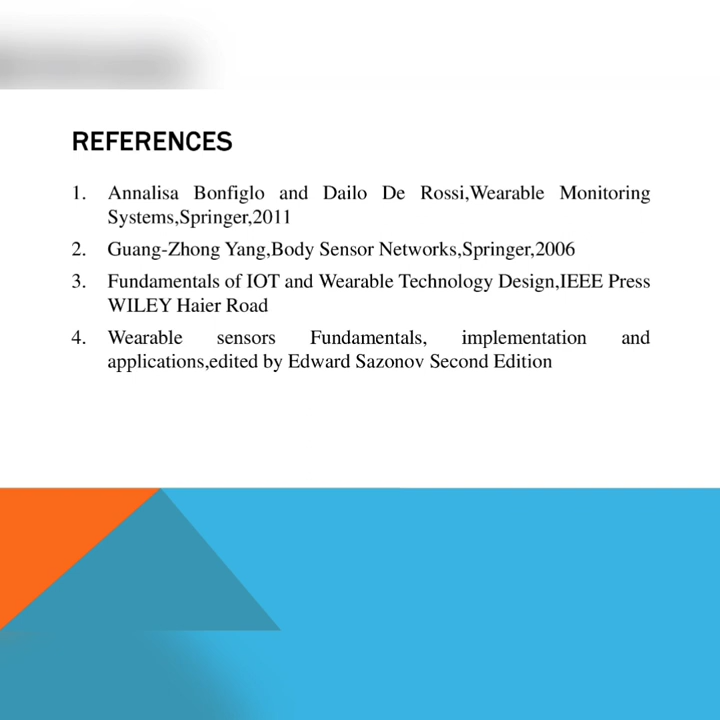 REFERENCES
1. Annalisa Bonfiglo and Dailo De Rossi,Wearable Monitoring
Systems,Springer,2011
2. Guang-Zhong Yang,Body Sensor Networks,Springer,2006
3. Fundamentals of IOT and Wearable Technology Design,IEEE Press
WILEY Haier Road
4. Wearable sensors Fundamentals, implementation and
applications,edited by Edward Sazonov Second Edition